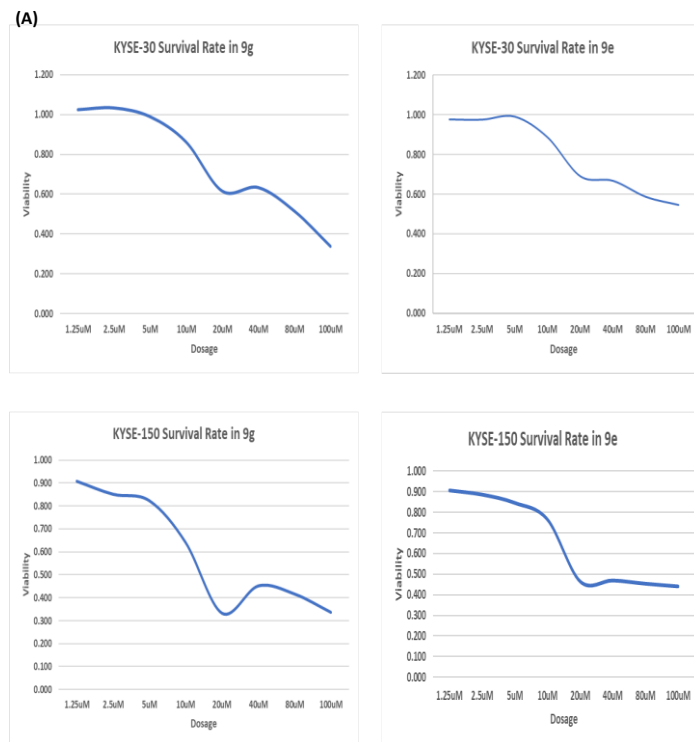 (A)
KYSE-30 Survival Rate in 9g
1.200
1.000
0.800
0.600
0.400
0.200
0.000
Viability
1.25uM 2.5uM 5uM 10uM 20uM 40uM 80uM 100uM
Dosage
KYSE-30 Survival Rate in 9e
1.200
1.000
0.800
0.600
0.400
0.200
0.000
Viability
1.25uM 2.5uM 5uM 10uM 20uM 40uM 80uM 100uM
Dosage
KYSE-150 Survival Rate in 9g
1.000
0.900
0.800
0.700
0.600
0.500
0.400
0.300
0.200
0.100
0.000
Viability
1.25uM 2.5uM 5uM 10uM 20uM 40uM 80uM 100uM
Dosage
KYSE-150 Survival Rate in 9e
1.000
0.900
0.800
0.700
0.600
0.500
0.400
0.300
0.200
0.100
0.000
Viability
1.25uM 2.5uM 5uM 10uM 20uM 40uM 80uM 100uM
Dosage